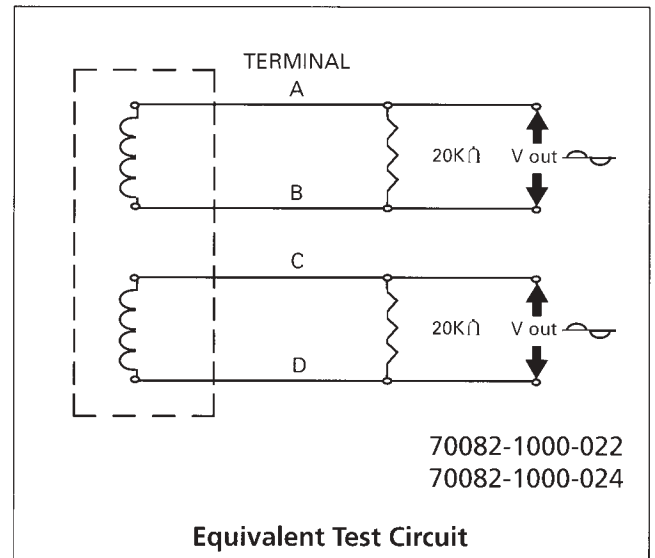 TERMINAL
A
20KΩ V out
B
C
20KΩ V out
D
70082-1000-022
70082-1000-024
Equivalent Test Circuit